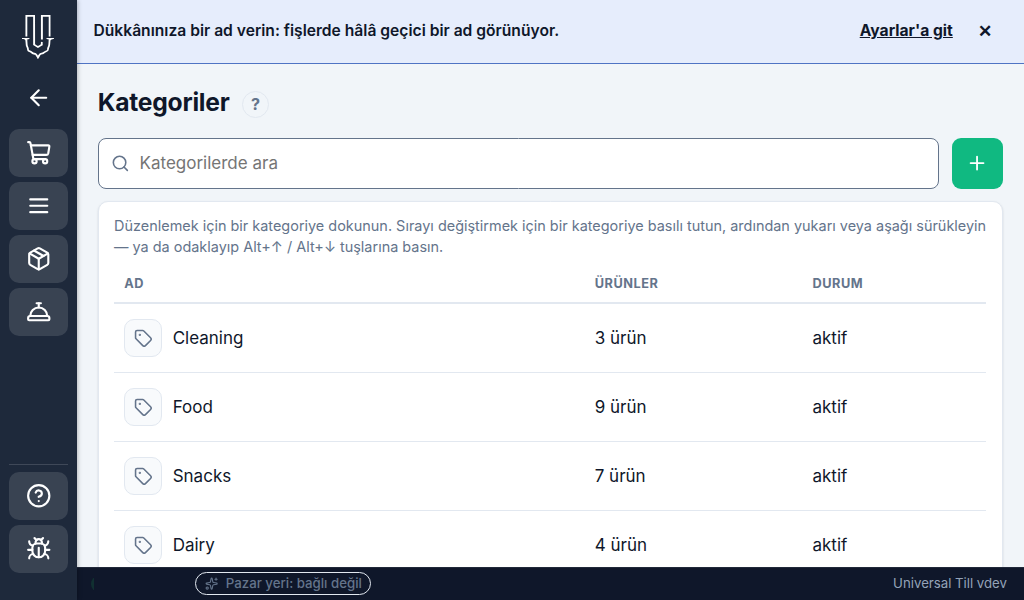 Dükkânınıza bir ad verin: fişlerde hâlâ geçici bir ad görünüyor.
Ayarlar'a git
Kategoriler
?
Kategorilerde ara
Düzenlemek için bir kategoriye dokunun. Sırayı değiştirmek için bir kategoriye basılı tutun, ardından yukarı veya aşağı sürükleyin
— ya da odaklayıp Alt+↑ / Alt+↓ tuşlarına basın.
AD ÜRÜNLER DURUM
Cleaning 3 ürün aktif
Food 9 ürün aktif
Snacks 7 ürün aktif
Dairy 4 ürün aktif
Pazar yeri: bağlı değil
Universal Till vdev